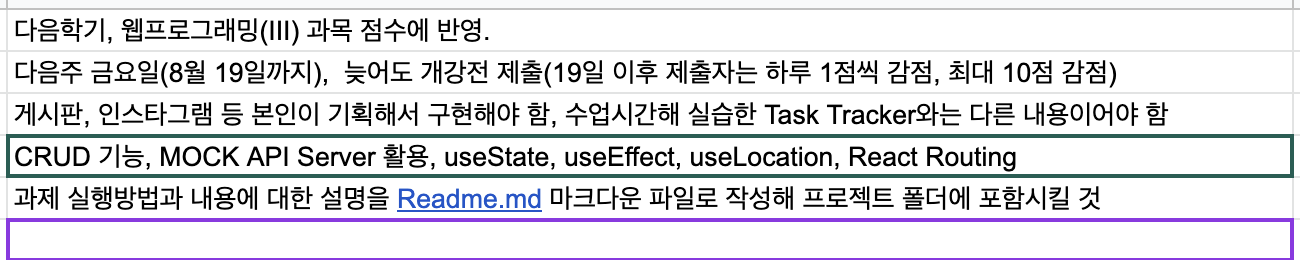 다음학기, 웹프로그래밍(III) 과목 점수에 반영.
다음주 금요일(8월 19일까지), 늦어도 개강전 제출(19일 이후 제출자는 하루 1점씩 감점, 최대 10점 감점)
게시판, 인스타그램 등 본인이 기획해서 구현해야 함, 수업시간해 실습한 Task Tracker와는 다른 내용이어야 함
CRUD 기능, MOCK API Server 활용, useState, useEffect, useLocation, React Routing
과제 실행방법과 내용에 대한 설명을 Readme.md 마크다운 파일로 작성해 프로젝트 폴더에 포함시킬 것